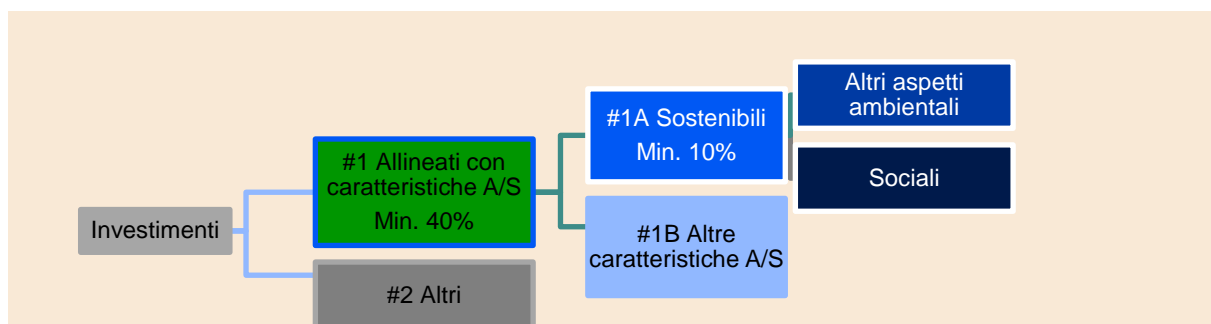 Investimenti
#1 Allineati con
caratteristiche A/S
Min. 40%
#2 Altri
#1A Sostenibili
Min. 10%
#1B Altre
caratteristiche A/S
Altri aspetti
ambientali
Sociali